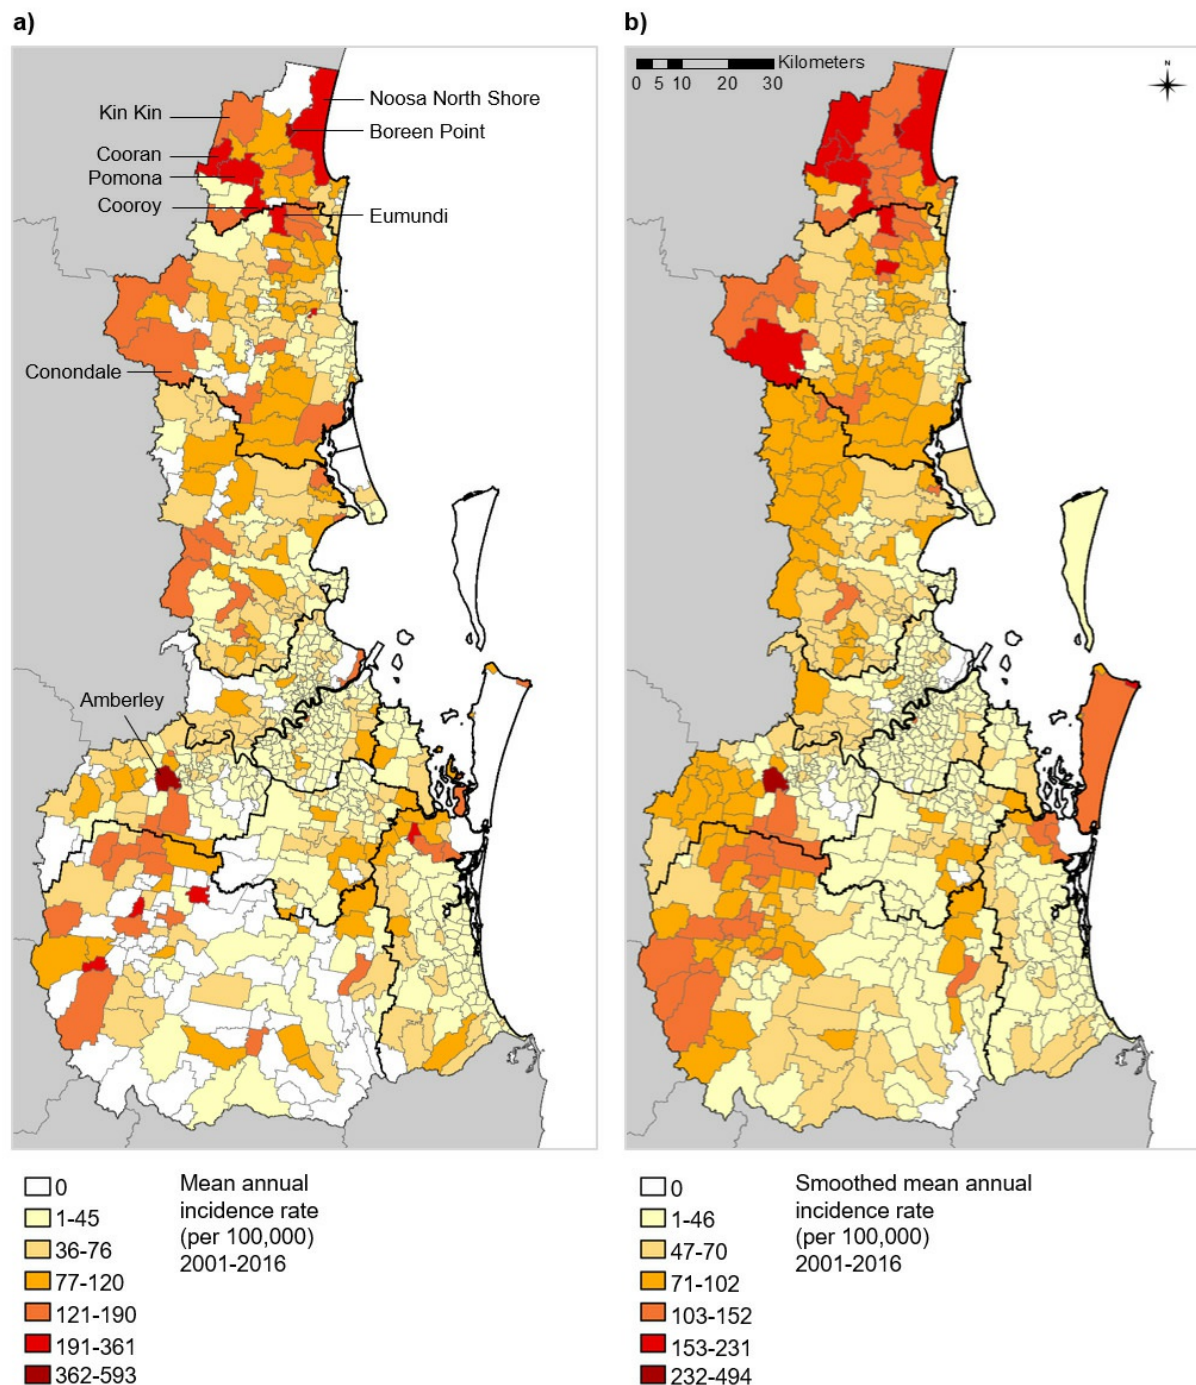 a)
Kin Kin
Noosa North Shore
Boreen Point
Cooran
Pomona
Cooroy
Eumundi
Conondale
Amberley
0
1-45
36-76
77-120
121-190
191-361
362-593
Mean annual
incidence rate
(per 100,000)
2001-2016
b)
Kilometers
0 5 10 20 30
N
0
1-46
47-70
71-102
103-152
153-231
232-494
Smoothed mean annual
incidence rate
(per 100,000)
2001-2016